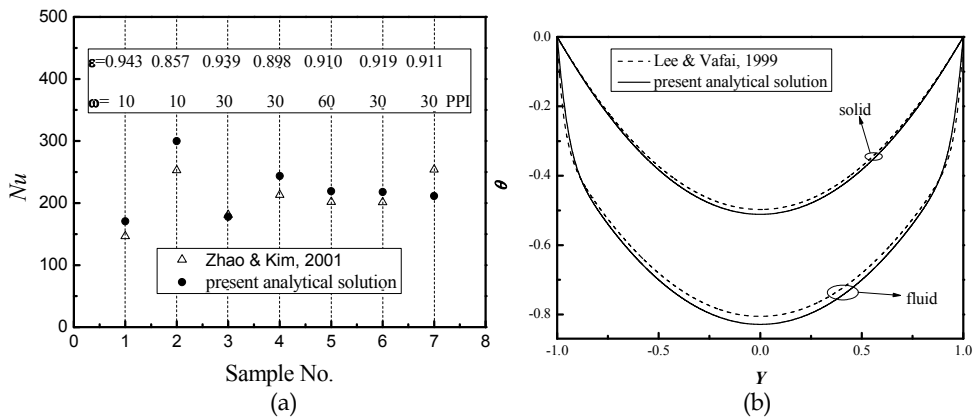 500
400
300
200
100
0
ε=0.943 0.857 0.939 0.898 0.910 0.919 0.911
ω= 10 10 30 30 60 30 30 PPI
Nu
Zhao & Kim, 2001
present analytical solution
0 1 2 3 4 5 6 7 8
Sample No.
(a)
0.0
-0.2
-0.4
-0.6
-0.8
θ
Lee & Vafai, 1999
present analytical solution
solid
fluid
-1.0 -0.5 0.0 0.5 1.0
Y
(b)